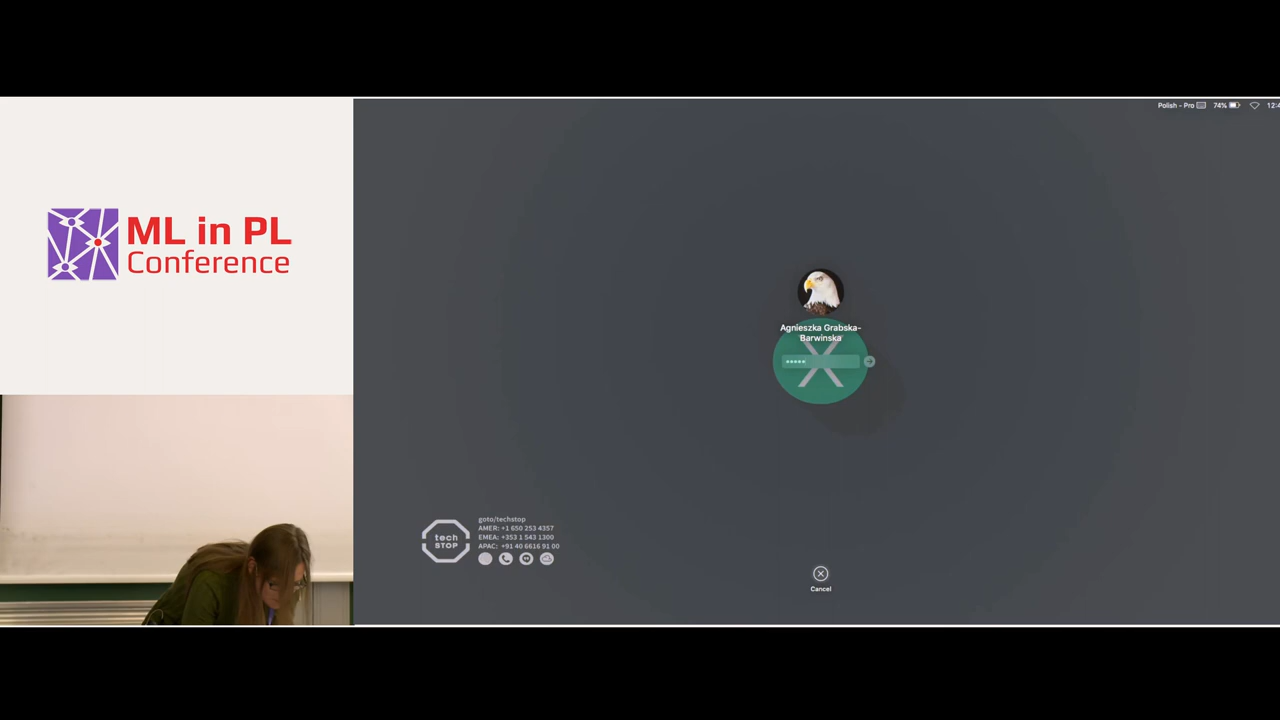 ML in PL
Conference
Polish - Pro
74%
Agnieszka Grabska-
Barwinska
X
goto/techstop
AMER: +1 650 253 4357
EMEA: +353 1 543 1300
APAC: +91 40 6616 91 00
tech
STOP
Cancel